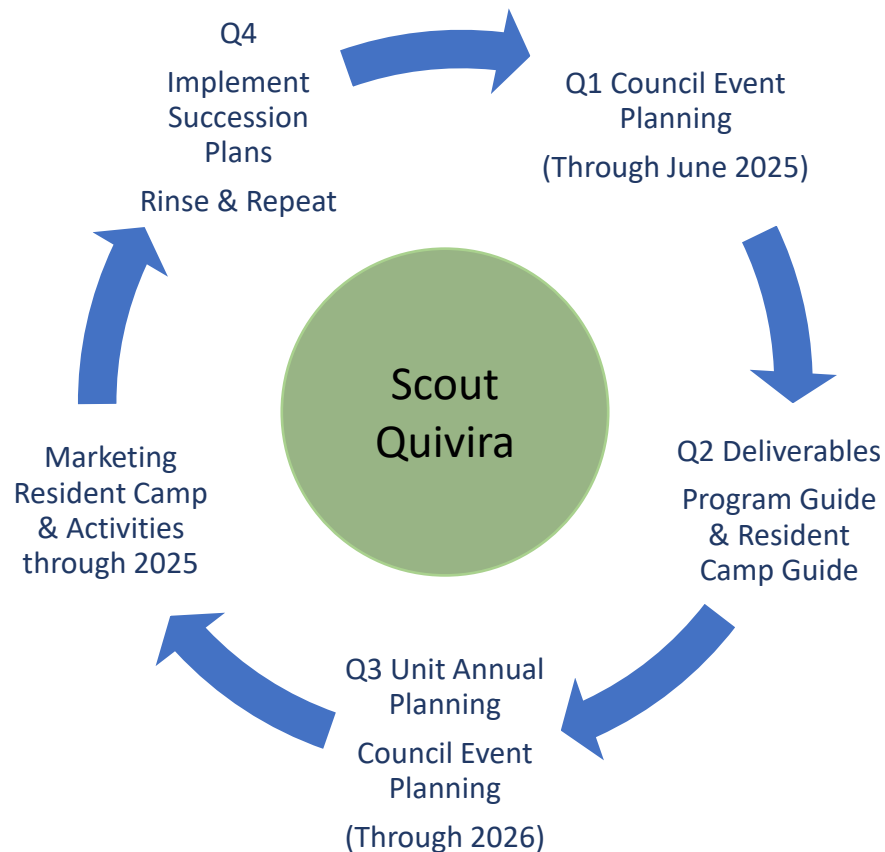 Q4
Implement
Succession
Plans
Rinse & Repeat
Q1 Council Event
Planning
(Through June 2025)
Scout
Quivira
Q2 Deliverables
Program Guide
& Resident
Camp Guide
Q3 Unit Annual
Planning
Council Event
Planning
(Through 2026)
Marketing
Resident Camp
& Activities
through 2025